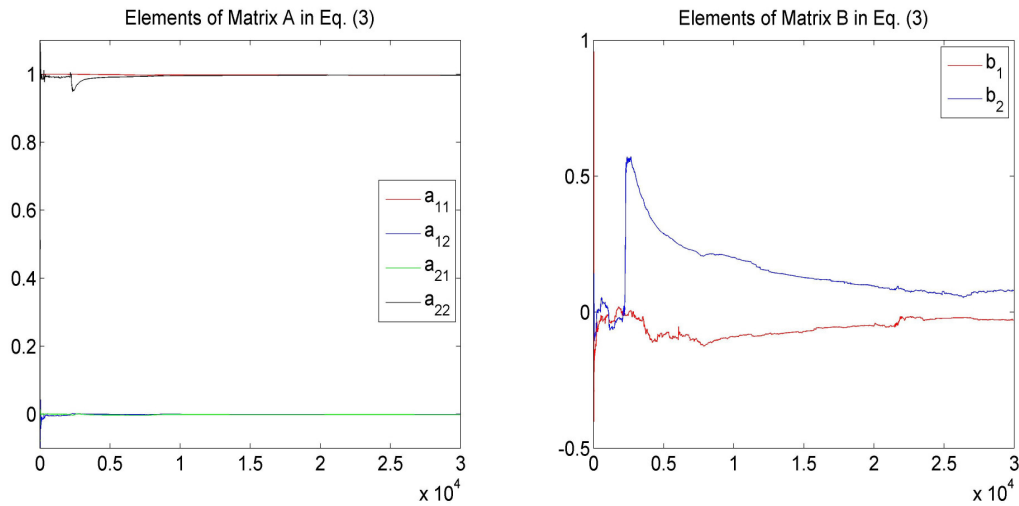 Elements of Matrix A in Eq. (3)
1
0.8
0.6
0.4
0.2
0
a11
a12
a21
a22
0 0.5 1 1.5 2 2.5 3
x 10^4
Elements of Matrix B in Eq. (3)
1
0.5
0
-0.5
b1
b2
0 0.5 1 1.5 2 2.5 3
x 10^4